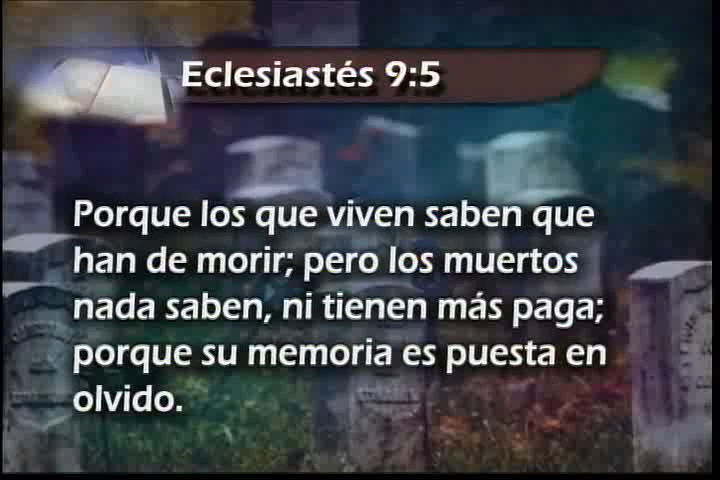 Eclesiastés 9:5
Porque los que viven saben que
han de morir; pero los muertos
nada saben, ni tienen más paga;
porque su memoria es puesta en
olvido.